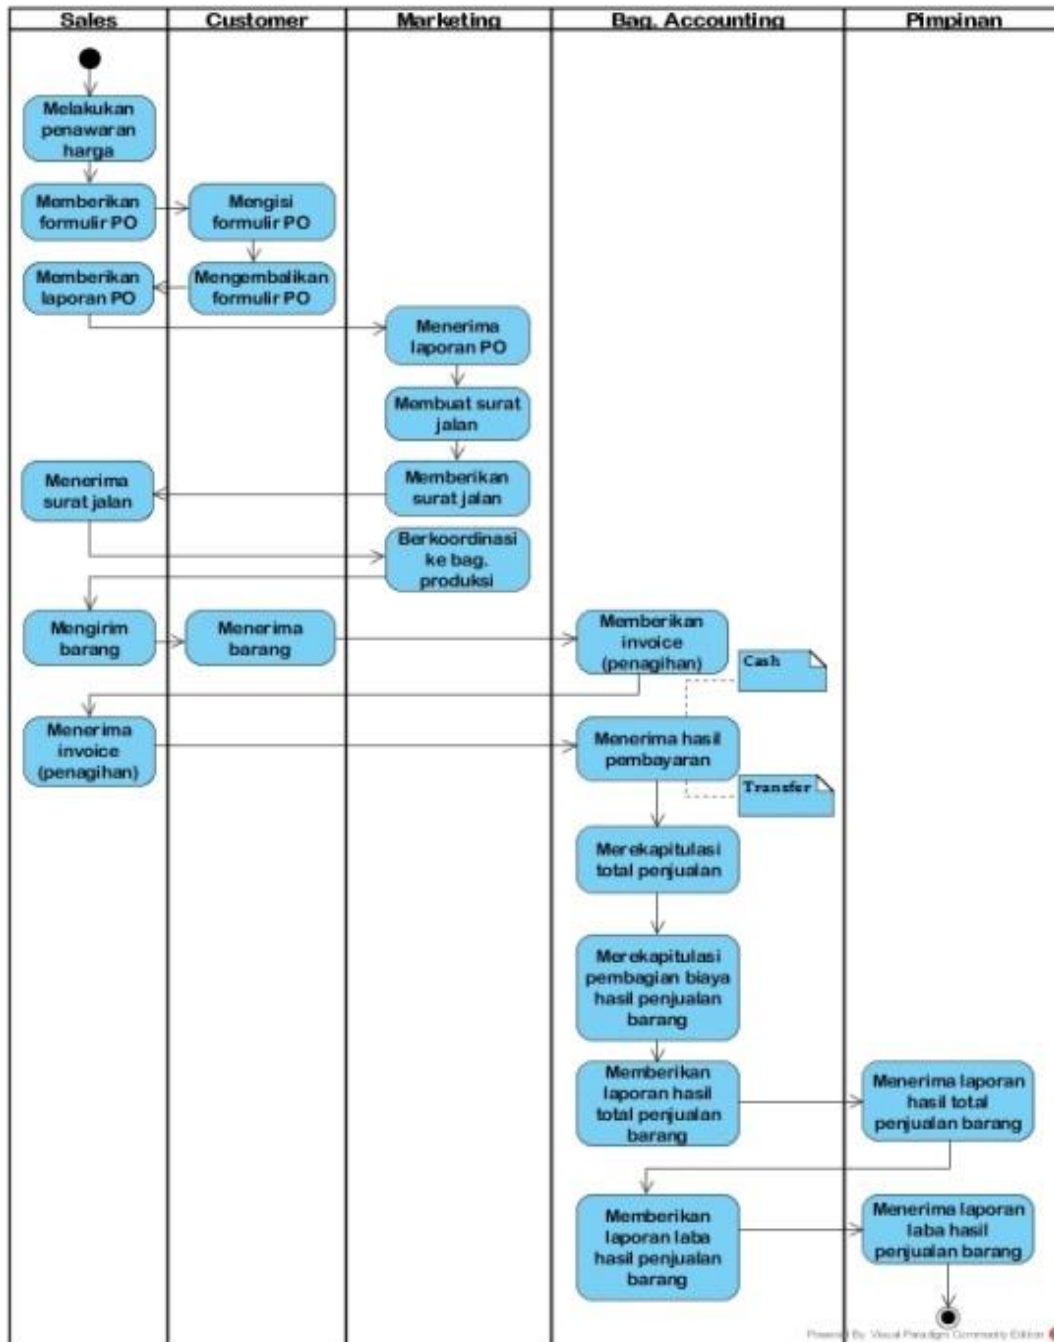 Sales
Customer
Marketing
Bag. Accounting
Pimpinan
Melakukan
penawaran
harga
Memberikan
formulir PO
Mengisi
formulir PO
Memberikan
laporan PO
Mengembalikan
formulir PO
Menerima
laporan PO
Membuat surat
jalan
Menerima
surat jalan
Memberikan
surat jalan
Berkoordinasi
ke bag.
produksi
Mengirim
barang
Menerima
barang
Memberikan
invoice
(penagihan)
Cash
Menerima
invoice
(penagihan)
Menerima hasil
pembayaran
Transfer
Merekapitulasi
total penjualan
Merekapitulasi
pembagian biaya
hasil penjualan
barang
Memberikan
laporan hasil
total penjualan
barang
Menerima laporan
hasil total
penjualan barang
Memberikan
laporan laba
hasil penjualan
barang
Menerima laporan
laba hasil
penjualan barang
Powered By Visual Paradigm Community Edition